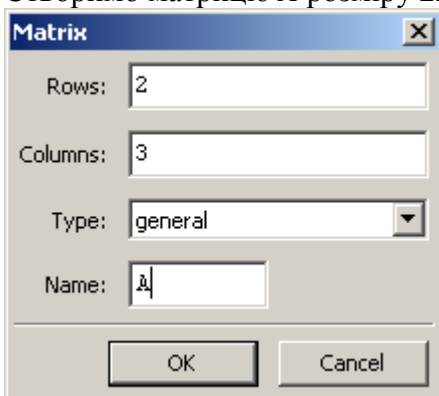 Matrix
Rows: 2
Columns: 3
Type: general
Name: A
OK Cancel